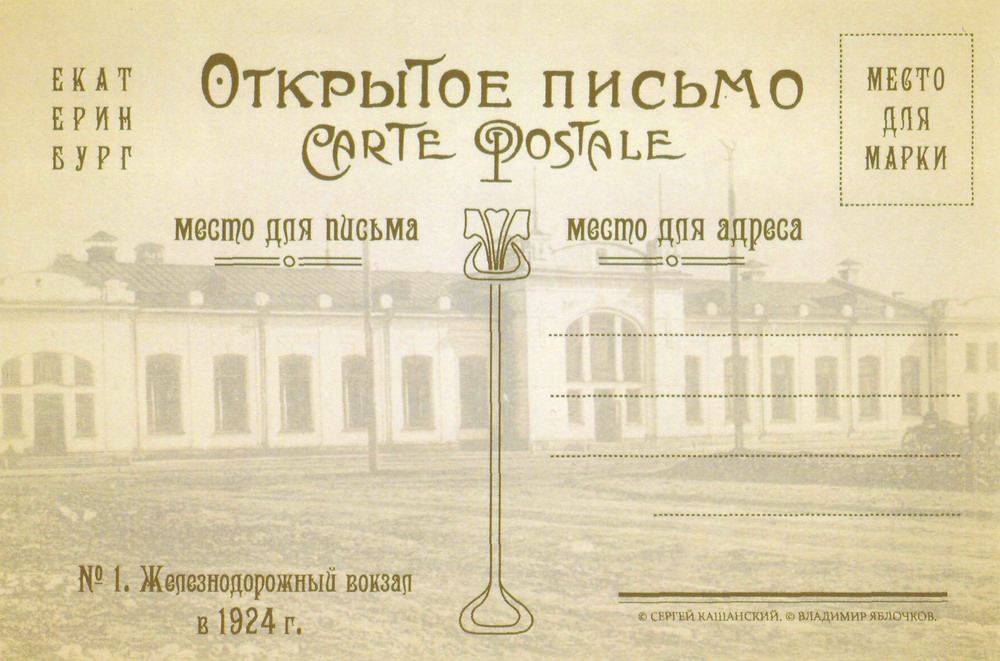 ЕКАТ
ЕРИН
БУРГ
ОТКРЫТОЕ ПИСЬМО
CARTE POSTALE
МЕСТО
ДЛЯ
МАРКИ
место для письма
место для адреса
№ 1. Железнодорожный вокзал
в 1924 г.
© СЕРГЕЙ КАШАНСКИЙ. © ВЛАДИМИР ЯБЛОЧКОВ.